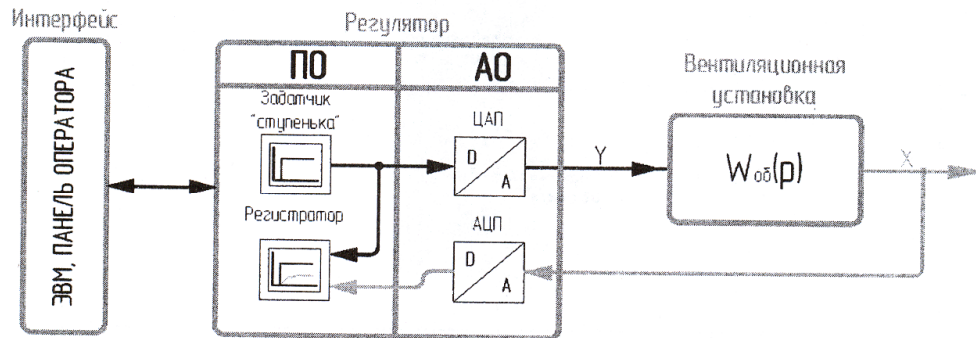 Интерфейс
Регулятор
ЭВМ, ПАНЕЛЬ ОПЕРАТОРА
ПО
АО
Задатчик
"ступенька"
ЦАП
D
A
Y
Вентиляционная
установка
Wоб(p)
X
Регистратор
АЦП
D
A